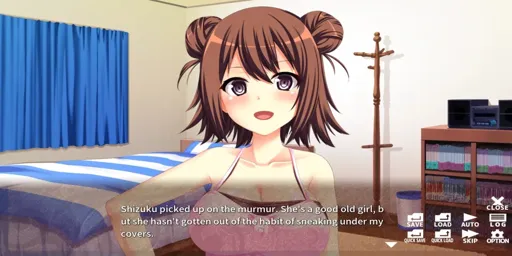 Shizuku picked up on the murmur. She's a good old girl, b
ut she hasn't gotten out of the habit of sneaking under my
covers.
CLOSE
SAVE LOAD AUTO LOG
QUICK SAVE QUICK LOAD SKIP OPTION